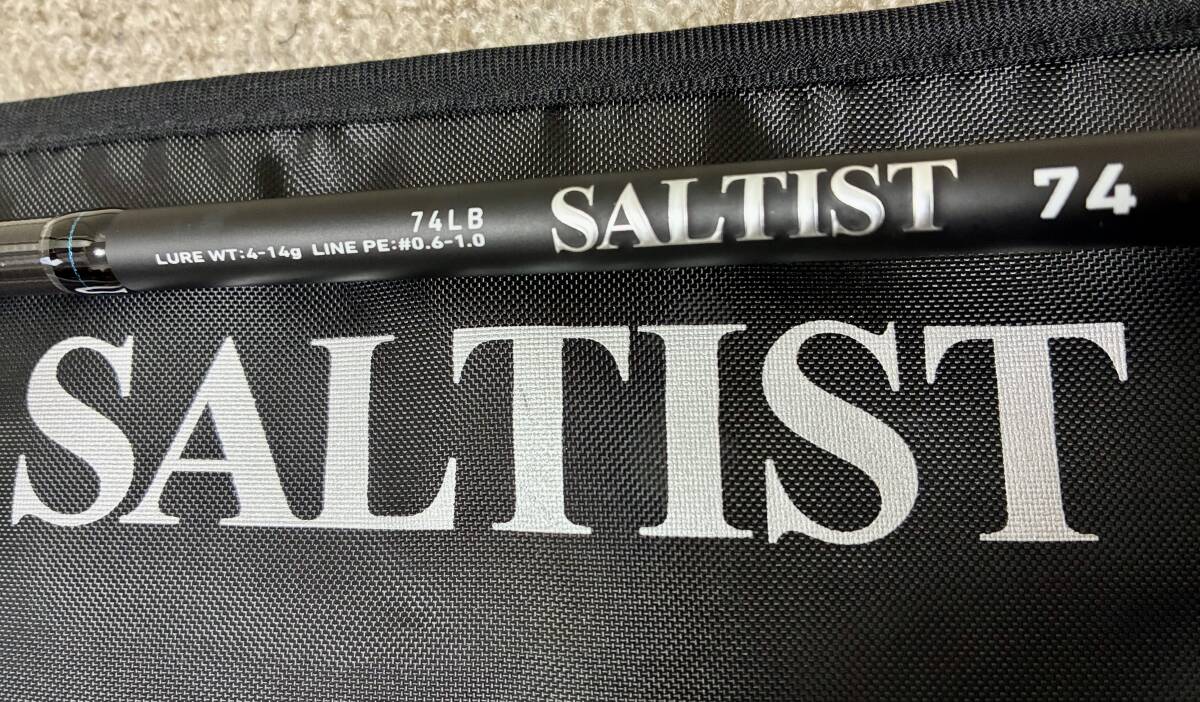 74LB
LURE WT:4-14g LINE PE:#0.6-1.0
SALTIST 74
SALTIST